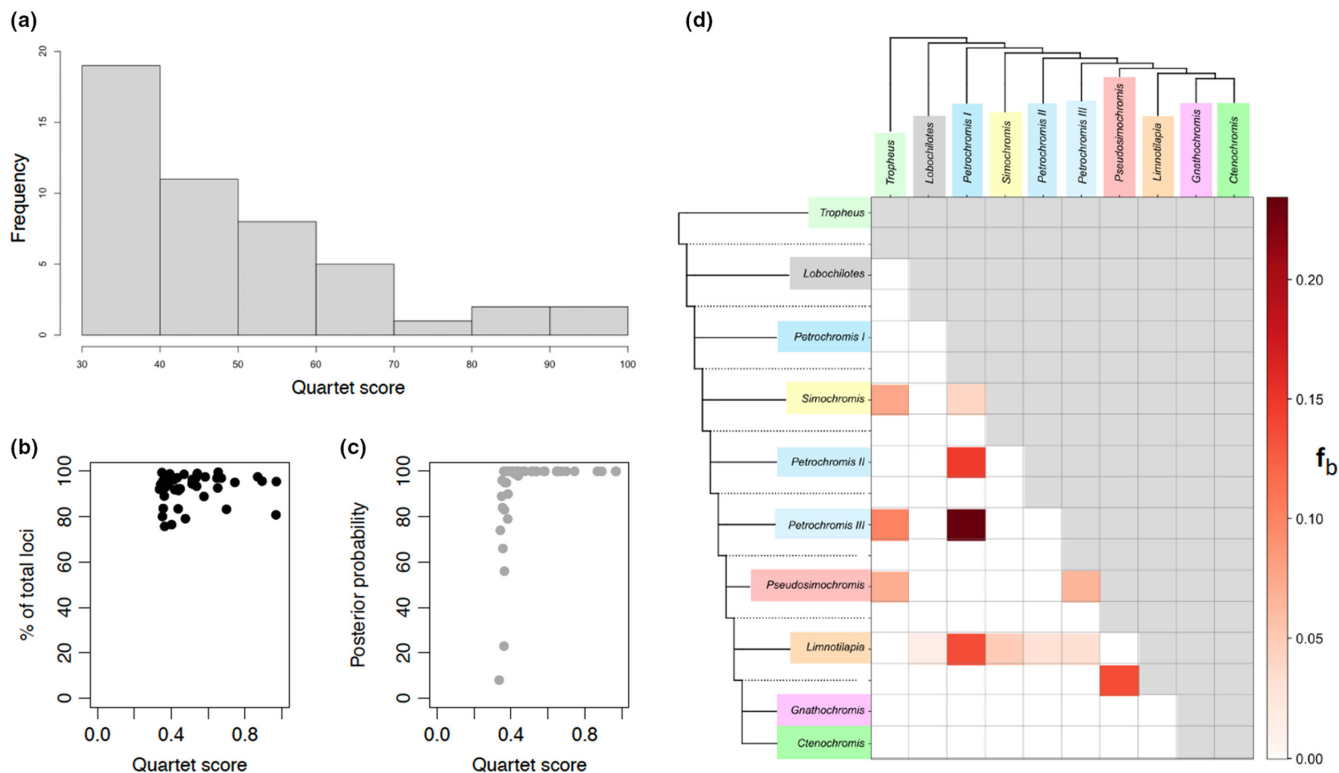 (a)
20
15
10
5
0
Frequency
30 40 50 60 70 80 90 100
Quartet score
(b)
100
80
60
40
20
0
% of total loci
0.0 0.4 0.8
Quartet score
(c)
100
80
60
40
20
0
Posterior probability
0.0 0.4 0.8
Quartet score
(d)
Tropheus
Lobochilotes
Petrochromis I
Simochromis
Petrochromis II
Petrochromis III
Pseudosimochromis
Limnotilapia
Gnathochromis
Ctenochromis
Tropheus
Lobochilotes
Petrochromis I
Simochromis
Petrochromis II
Petrochromis III
Pseudosimochromis
Limnotilapia
Gnathochromis
Ctenochromis
0.20
0.15
0.10
0.05
0.00
fb